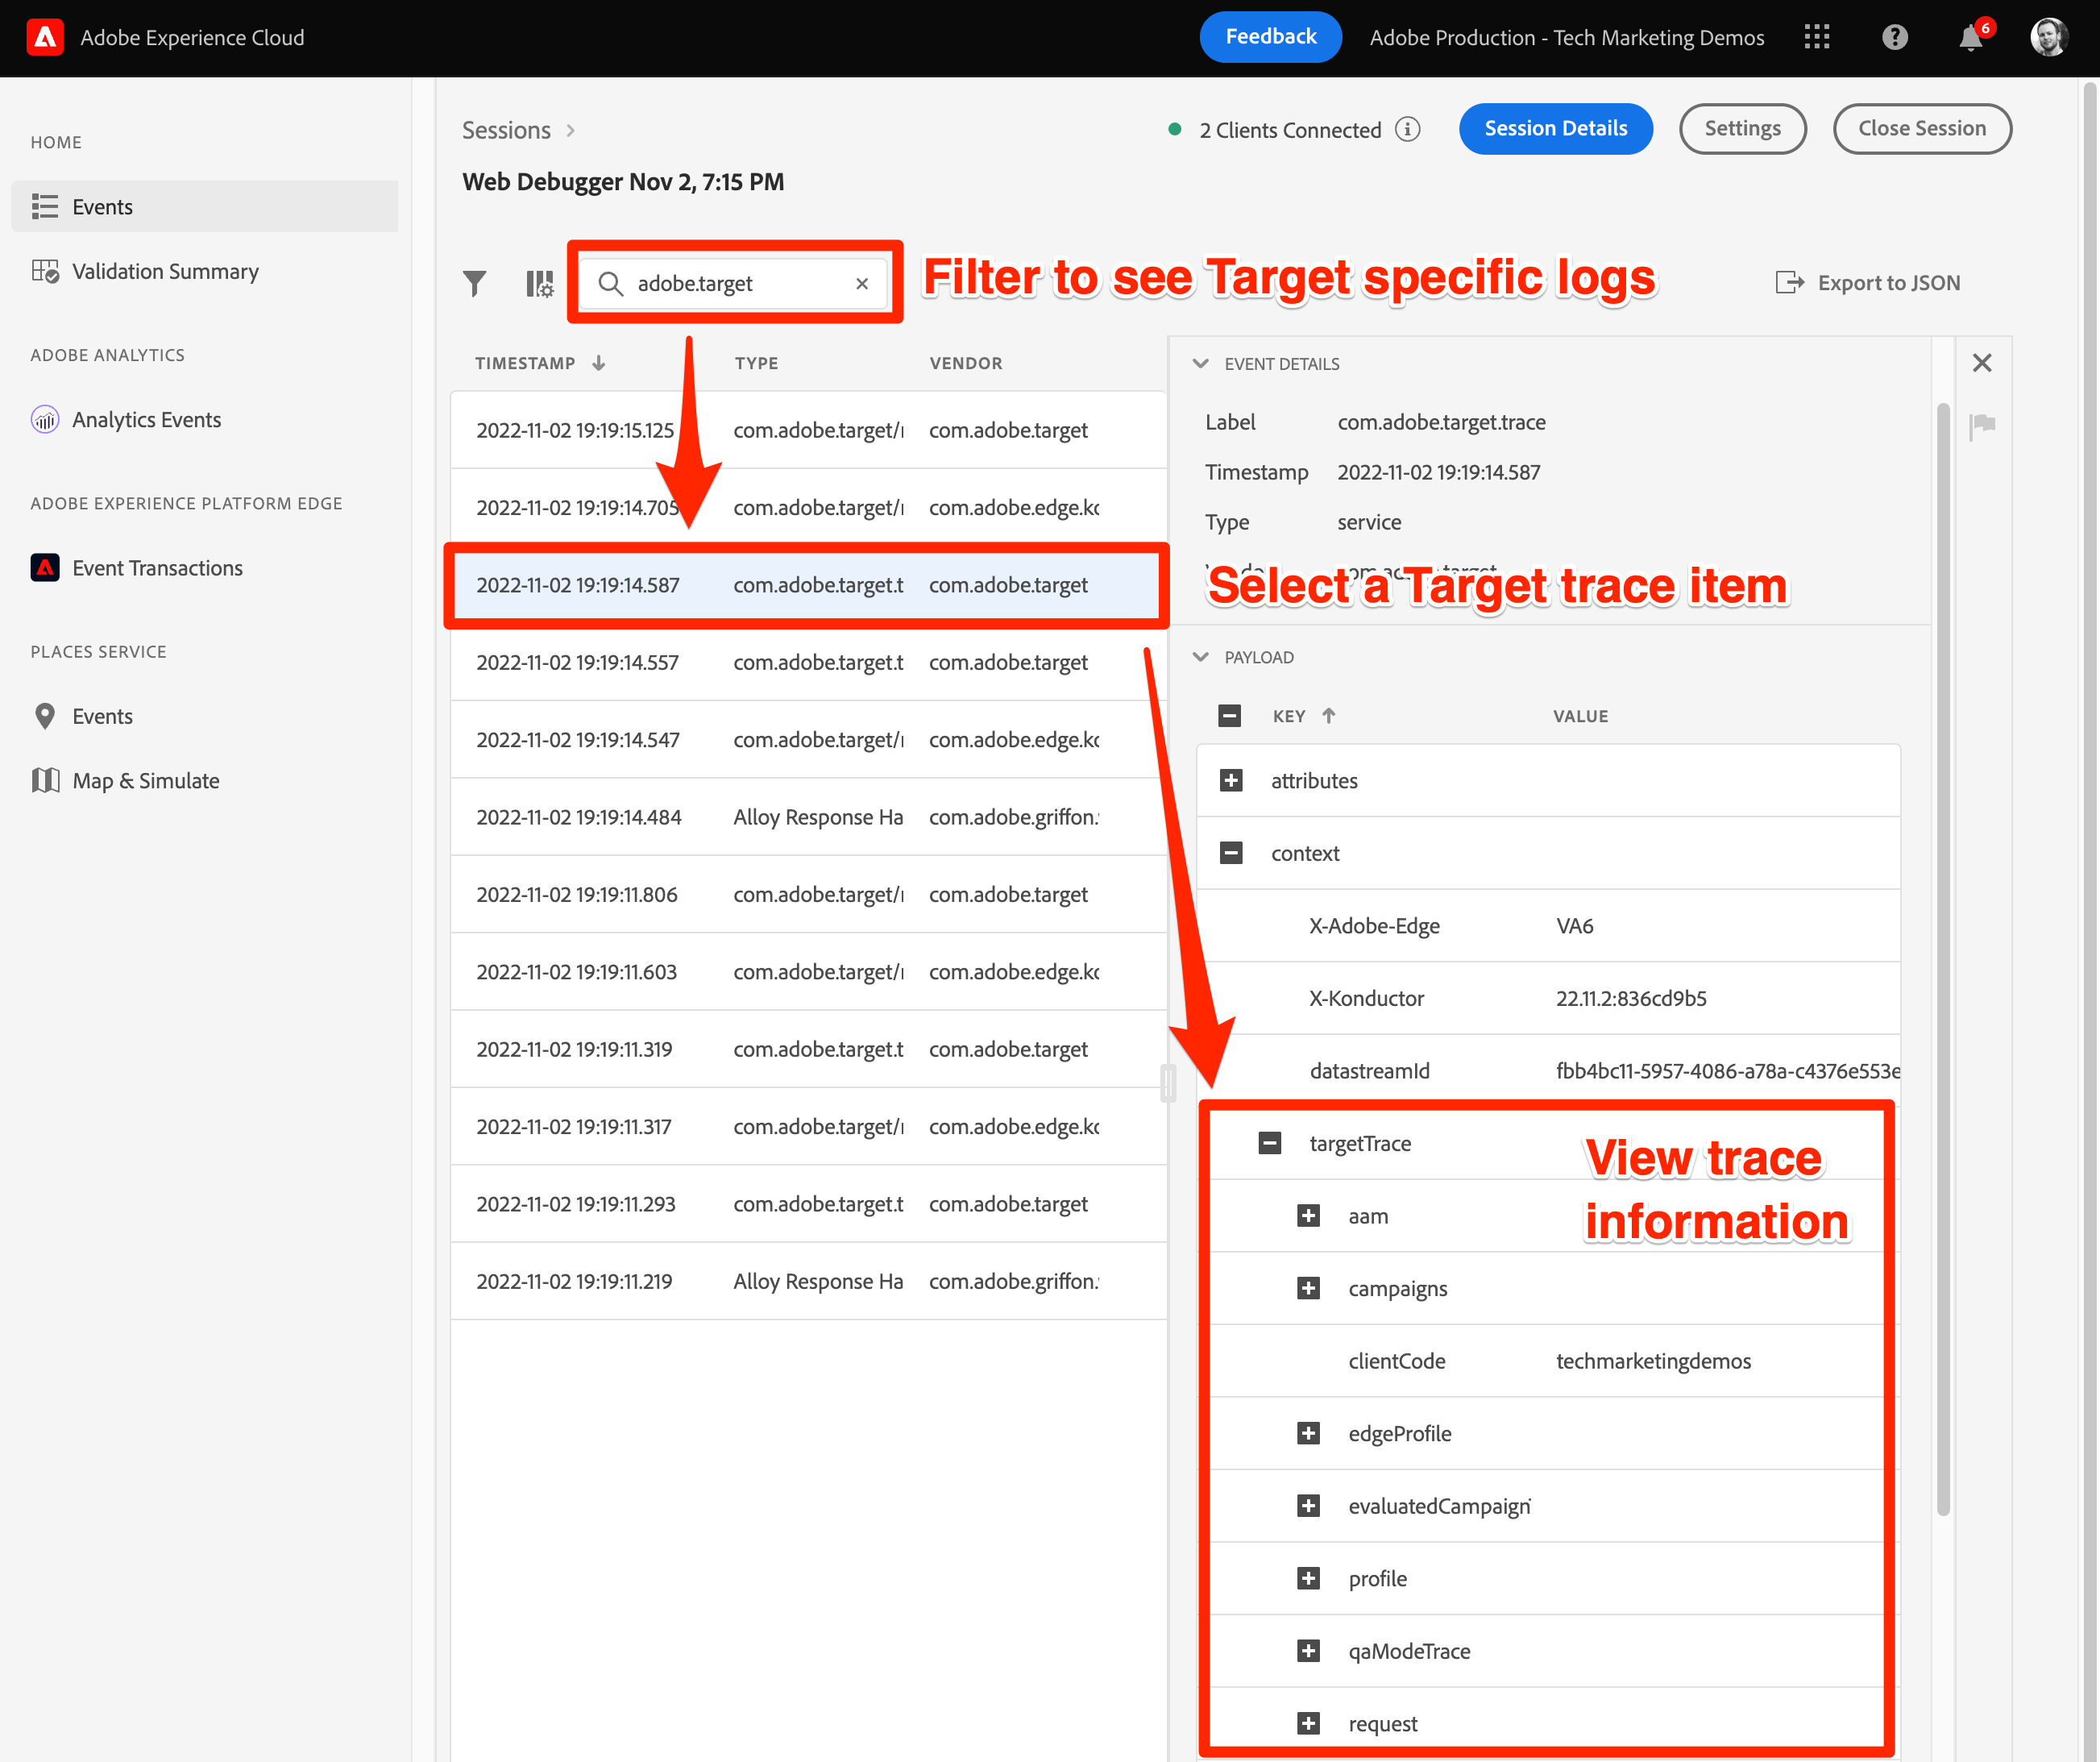 Adobe Experience Cloud
Feedback
Adobe Production - Tech Marketing Demos
6
HOME
Events
Validation Summary
ADOBE ANALYTICS
Analytics Events
ADOBE EXPERIENCE PLATFORM EDGE
Event Transactions
PLACES SERVICE
Events
Map & Simulate
Sessions
2 Clients Connected
Session Details
Settings
Close Session
Web Debugger Nov 2, 7:15 PM
adobe.target
Filter to see Target specific logs
Export to JSON
TIMESTAMP TYPE VENDOR
2022-11-02 19:19:15.125 com.adobe.target/ com.adobe.target
2022-11-02 19:19:14.705 com.adobe.target/ com.adobe.edge.kc
2022-11-02 19:19:14.587 com.adobe.target.t com.adobe.target
2022-11-02 19:19:14.557 com.adobe.target.t com.adobe.target
2022-11-02 19:19:14.547 com.adobe.target/ com.adobe.edge.kc
2022-11-02 19:19:14.484 Alloy Response Ha com.adobe.griffon.
2022-11-02 19:19:11.806 com.adobe.target/ com.adobe.target
2022-11-02 19:19:11.603 com.adobe.target/ com.adobe.edge.kc
2022-11-02 19:19:11.319 com.adobe.target.t com.adobe.target
2022-11-02 19:19:11.317 com.adobe.target/ com.adobe.edge.kc
2022-11-02 19:19:11.293 com.adobe.target.t com.adobe.target
2022-11-02 19:19:11.219 Alloy Response Ha com.adobe.griffon.
EVENT DETAILS
Label com.adobe.target.trace
Timestamp 2022-11-02 19:19:14.587
Type service
Select a Target trace item
PAYLOAD
KEY VALUE
attributes
context
X-Adobe-Edge VA6
X-Konductor 22.11.2:836cd9b5
datastreamId fbb4bc11-5957-4086-a78a-c4376e553e
targetTrace
View trace
information
aam
campaigns
clientCode techmarketingdemos
edgeProfile
evaluatedCampaign
profile
qaModeTrace
request